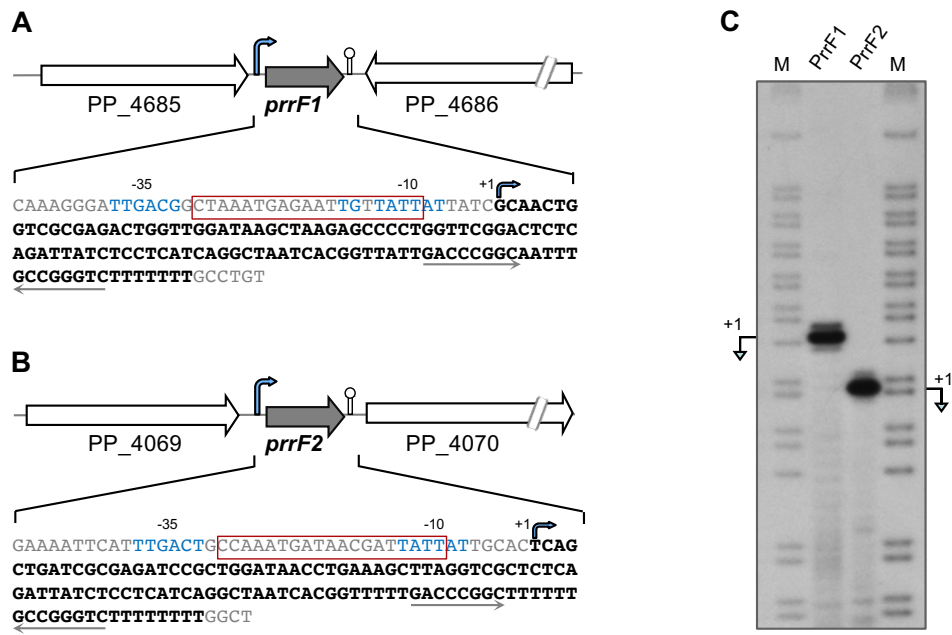 A
PP_4685
prrF1
PP_4686
-35 -10 +1
CAAAGGGATTGACGGCTAAATGAGAATTGTTATTATTATCGCAACTG
GTCGCGAGACTGGTTGGATAAGCTAAGAGCCCCTGGTTCGGACTCTC
AGATTATCTCCTCATCAGGCTAATCACGGTTATTGACCCGGCAATTT
GCCGGGTCTTTTTTTGCCTGT
B
PP_4069
prrF2
PP_4070
-35 -10 +1
GAAAATTCATTTGACTGCCAAATGATAACGATTATTATTGCACTCAG
CTGATCGCGAGATCCGCTGGATAACCTGAAAGCTTAGGTCGCTCTCA
GATTATCTCCTCATCAGGCTAATCACGGTTTTTGACCCGGCTTTTTT
GCCGGGTCTTTTTTTTGGCT
C
M PrrF1 PrrF2 M
+1
+1